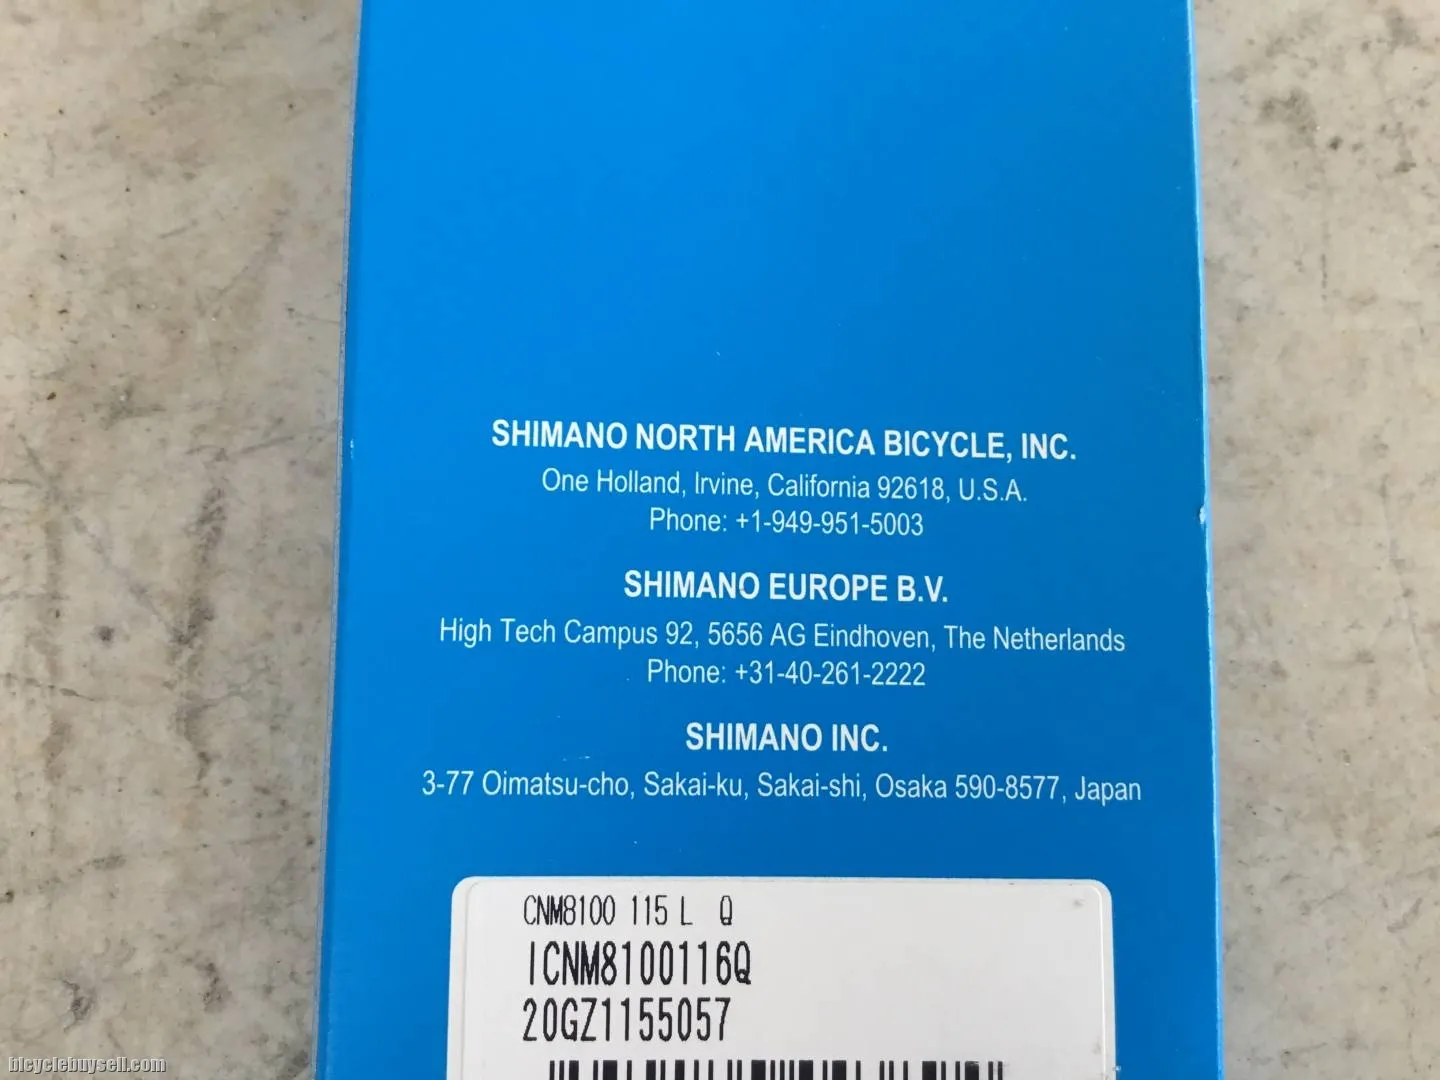 SHIMANO NORTH AMERICA BICYCLE, INC.
One Holland, Irvine, California 92618, U.S.A.
Phone: +1-949-951-5003
SHIMANO EUROPE B.V.
High Tech Campus 92, 5656 AG Eindhoven, The Netherlands
Phone: +31-40-261-2222
SHIMANO INC.
3-77 Oimatsu-cho, Sakai-ku, Sakai-shi, Osaka 590-8577, Japan
CNM8100 115 L Q
ICNM8100116Q
20GZ1155057
bicyclebuysell.com